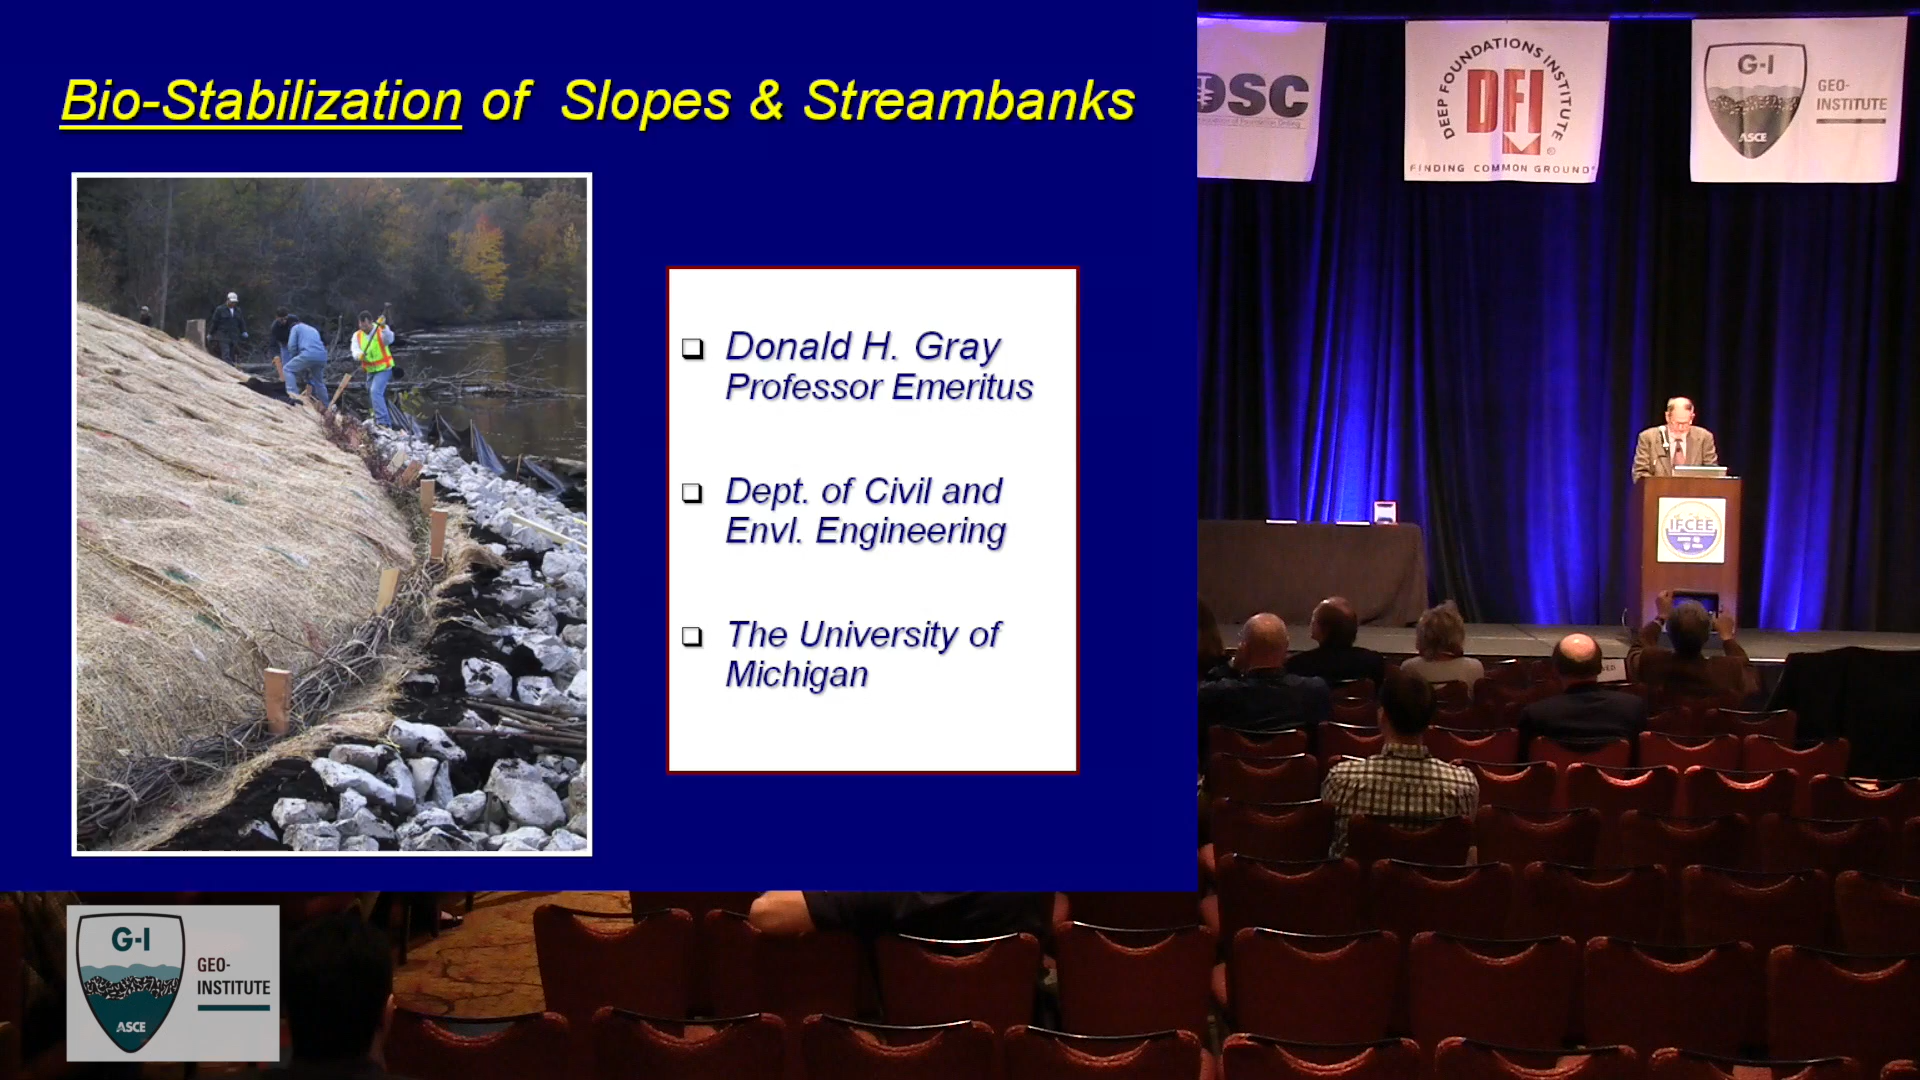 Bio-Stabilization of Slopes & Streambanks
Donald H. Gray
Professor Emeritus
Dept. of Civil and
Envl. Engineering
The University of
Michigan
DSC
DEEP FOUNDATIONS INSTITUTE
DFI
®
FINDING COMMON GROUND®
G-I
GEO-
INSTITUTE
ASCE
IFCEE
G-I
GEO-
INSTITUTE
ASCE